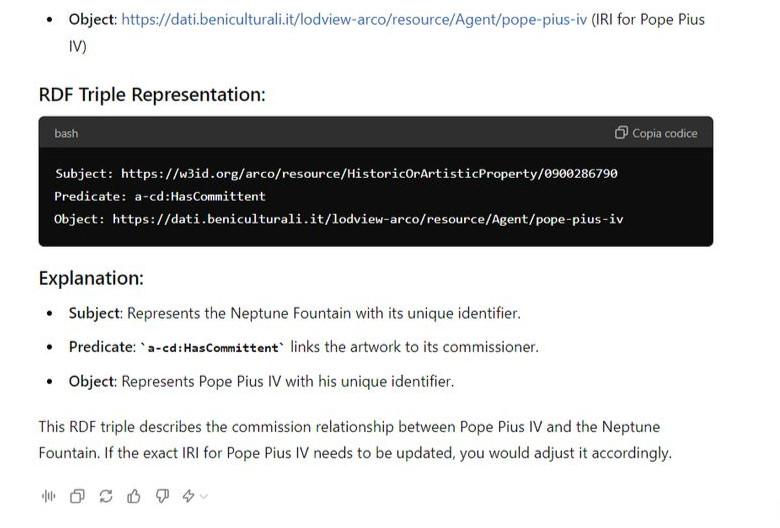 Object: https://dati.beniculturali.it/lodview-arco/resource/Agent/pope-pius-iv (IRI for Pope Pius
IV)
RDF Triple Representation:
bash
Copia codice
Subject: https://w3id.org/arco/resource/HistoricOrArtisticProperty/0900286790
Predicate: a-cd:HasCommittent
Object: https://dati.beniculturali.it/lodview-arco/resource/Agent/pope-pius-iv
Explanation:
Subject: Represents the Neptune Fountain with its unique identifier.
Predicate: `a-cd:HasCommittent` links the artwork to its commissioner.
Object: Represents Pope Pius IV with his unique identifier.
This RDF triple describes the commission relationship between Pope Pius IV and the Neptune
Fountain. If the exact IRI for Pope Pius IV needs to be updated, you would adjust it accordingly.